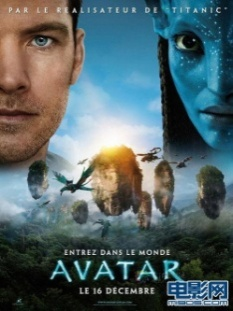 PAR LE RÉALISATEUR DE "TITANIC"
ENTREZ DANS LE MONDE
AVATAR
LE 16 DÉCEMBRE
电影网